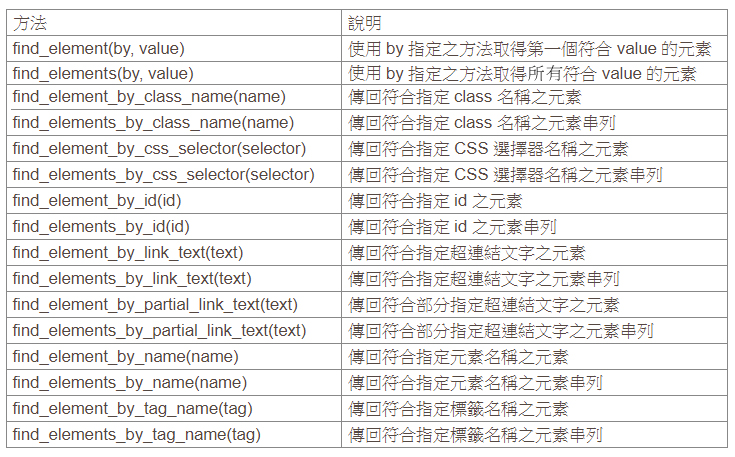 方法 說明
find_element(by, value) 使用 by 指定之方法取得第一個符合 value 的元素
find_elements(by, value) 使用 by 指定之方法取得所有符合 value 的元素
find_element_by_class_name(name) 傳回符合指定 class 名稱之元素
find_elements_by_class_name(name) 傳回符合指定 class 名稱之元素串列
find_element_by_css_selector(selector) 傳回符合指定 CSS 選擇器名稱之元素
find_elements_by_css_selector(selector) 傳回符合指定 CSS 選擇器名稱之元素串列
find_element_by_id(id) 傳回符合指定 id 之元素
find_elements_by_id(id) 傳回符合指定 id 之元素串列
find_element_by_link_text(text) 傳回符合指定超連結文字之元素
find_elements_by_link_text(text) 傳回符合指定超連結文字之元素串列
find_element_by_partial_link_text(text) 傳回符合部分指定超連結文字之元素
find_elements_by_partial_link_text(text) 傳回符合部分指定超連結文字之元素串列
find_element_by_name(name) 傳回符合指定元素名稱之元素
find_elements_by_name(name) 傳回符合指定元素名稱之元素串列
find_element_by_tag_name(tag) 傳回符合指定標籤名稱之元素
find_elements_by_tag_name(tag) 傳回符合指定標籤名稱之元素串列